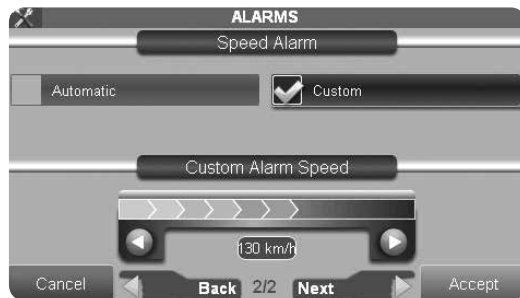 ALARMS
Speed Alarm
Automatic
Custom
Custom Alarm Speed
130 km/h
Cancel
Back 2/2 Next
Accept